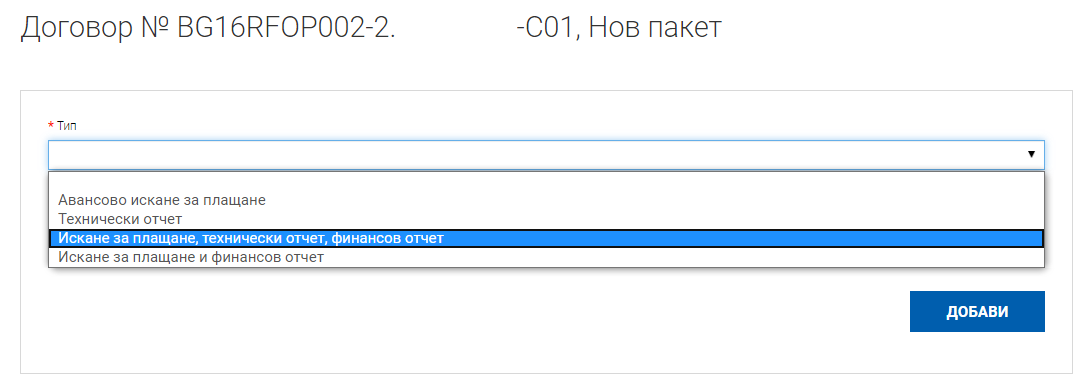 Договор № BG16RFOP002-2. -C01, Нов пакет
* Тип
Авансово искане за плащане
Технически отчет
Искане за плащане, технически отчет, финансов отчет
Искане за плащане и финансов отчет
ДОБАВИ